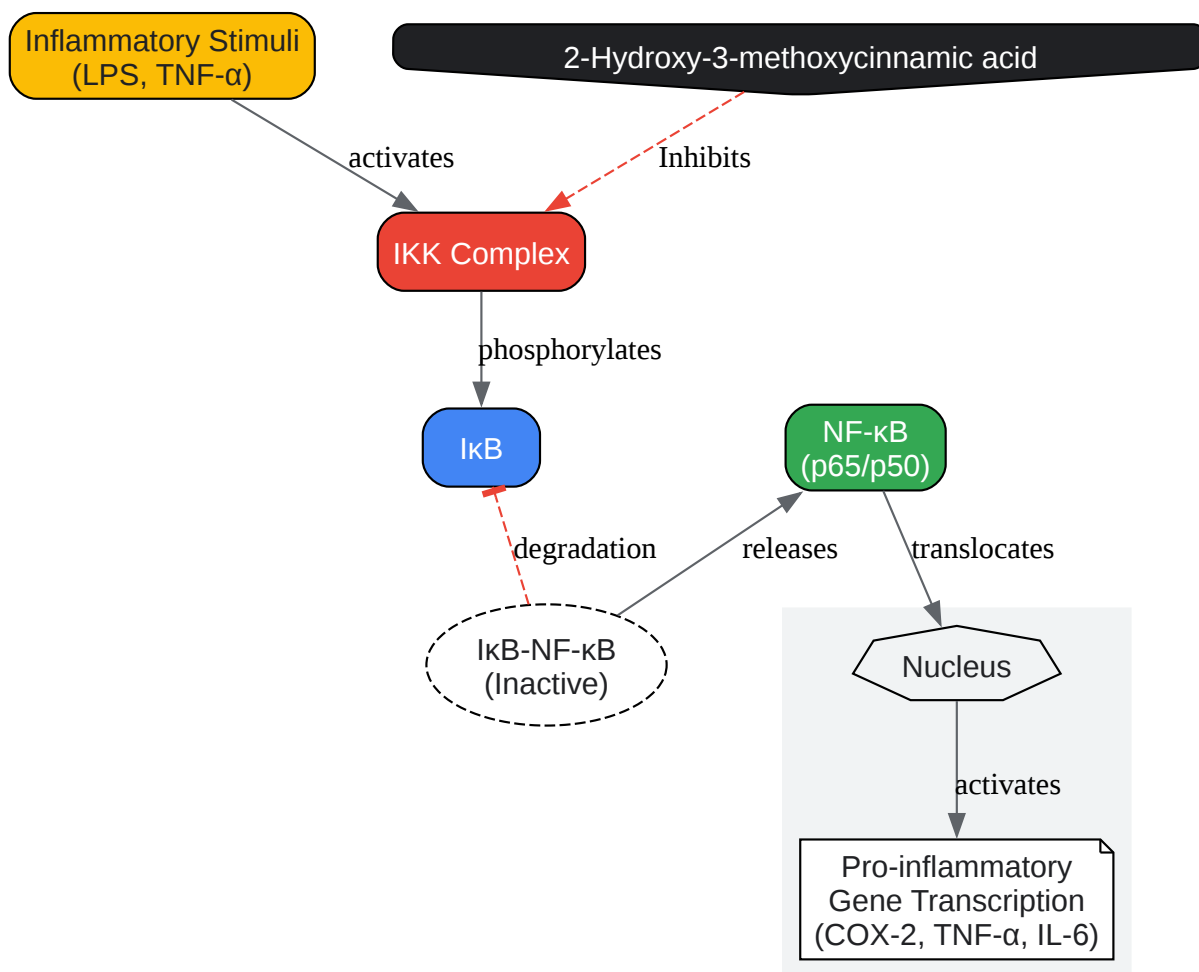 Inflammatory Stimuli
(LPS, TNF-α)
2-Hydroxy-3-methoxycinnamic acid
activates
Inhibits
IKK Complex
phosphorylates
IκB
NF-κB
(p65/p50)
degradation
releases
translocates
IκB-NF-κB
(Inactive)
Nucleus
activates
Pro-inflammatory
Gene Transcription
(COX-2, TNF-α, IL-6)